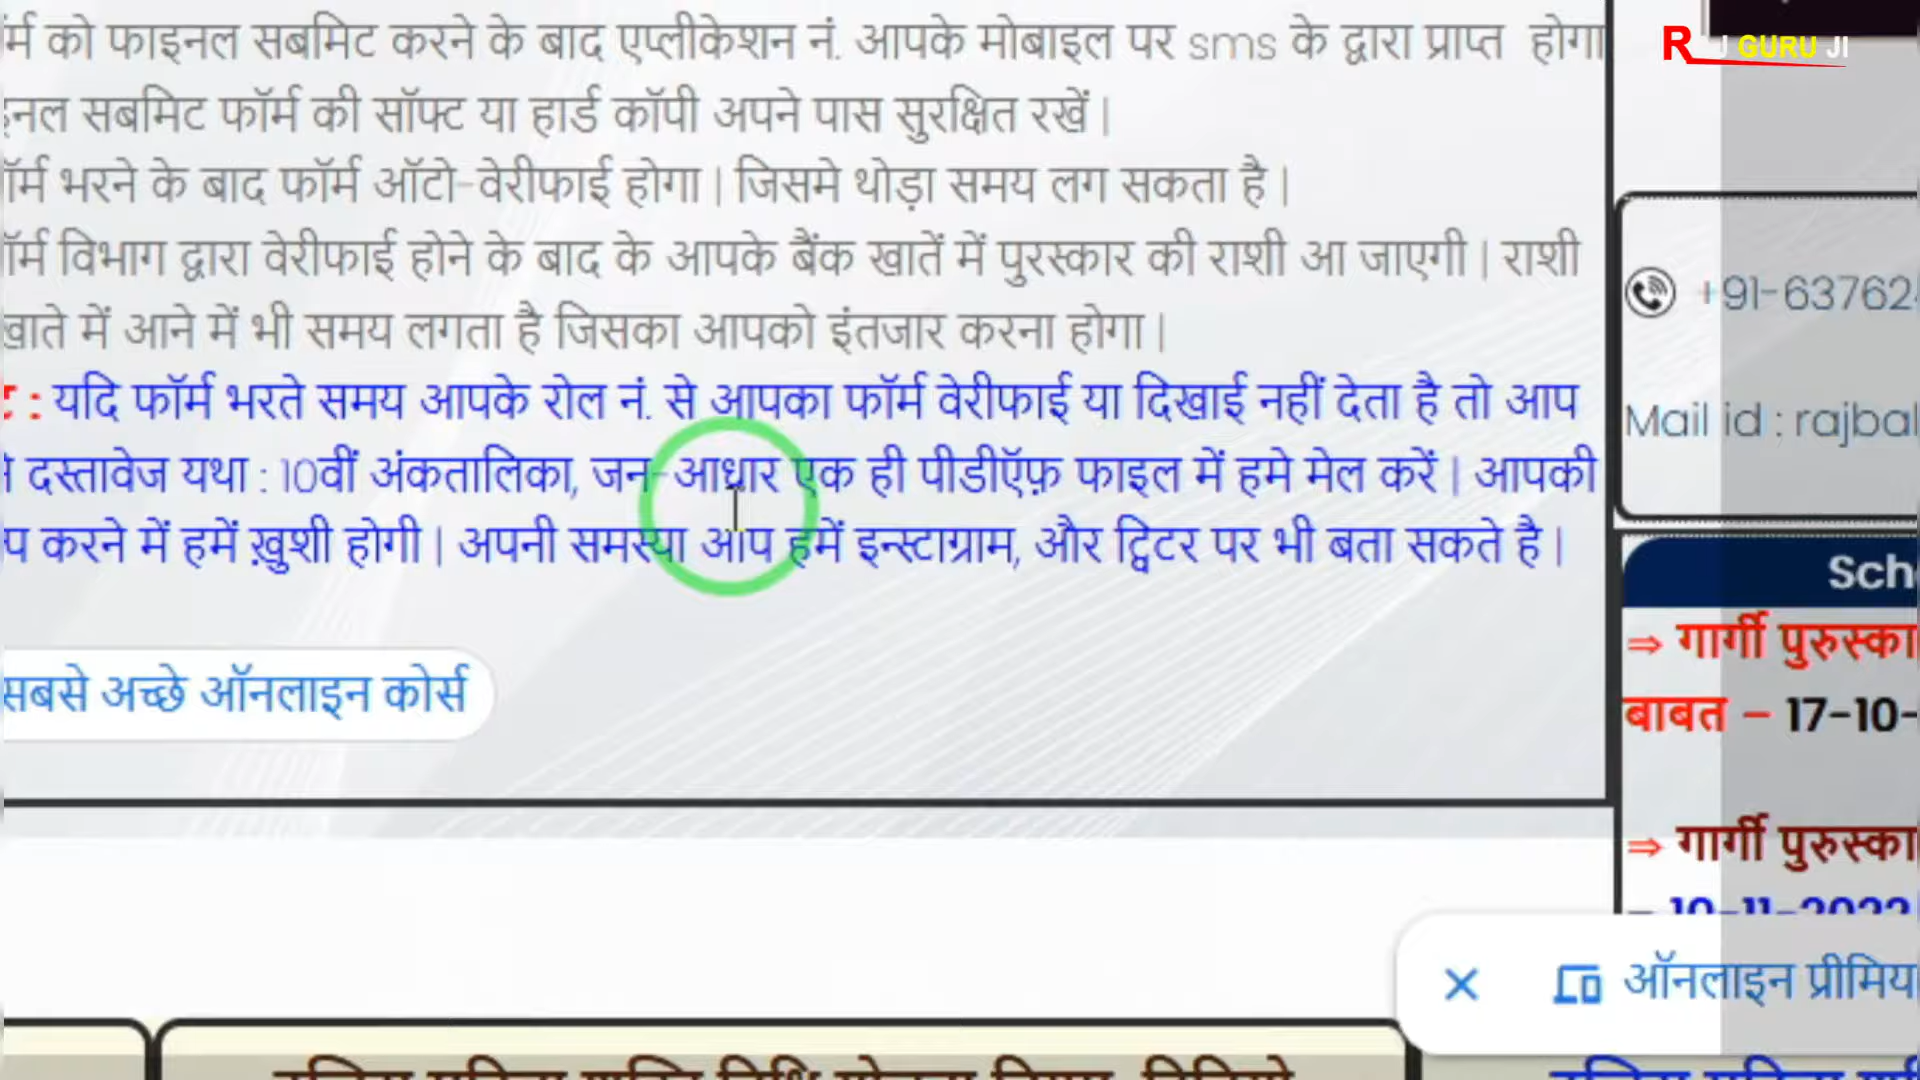 र्म को फाइनल सबमिट करने के बाद एप्लीकेशन नं. आपके मोबाइल पर sms के द्वारा प्राप्त होगा
नल सबमिट फॉर्म की सॉफ्ट या हार्ड कॉपी अपने पास सुरक्षित रखें |
ॉर्म भरने के बाद फॉर्म ऑटो-वेरीफाई होगा | जिसमे थोड़ा समय लग सकता है |
ॉर्म विभाग द्वारा वेरीफाई होने के बाद के आपके बैंक खातें में पुरस्कार की राशी आ जाएगी | राशी
खाते में आने में भी समय लगता है जिसका आपको इंतजार करना होगा |
: यदि फॉर्म भरते समय आपके रोल नं. से आपका फॉर्म वेरीफाई या दिखाई नहीं देता है तो आप
दस्तावेज यथा : 10वीं अंकतालिका, जन-आधार एक ही पीडीऍफ़ फाइल में हमे मेल करें | आपकी
प करने में हमें ख़ुशी होगी | अपनी समस्या आप हमें इन्स्टाग्राम, और ट्विटर पर भी बता सकते है |
सबसे अच्छे ऑनलाइन कोर्स
R J GURU JI
+91-63762
Mail id : rajbal
Sch
⇒ गार्गी पुरुस्का
बाबत – 17-10-
⇒ गार्गी पुरुस्का
ऑनलाइन प्रीमिय